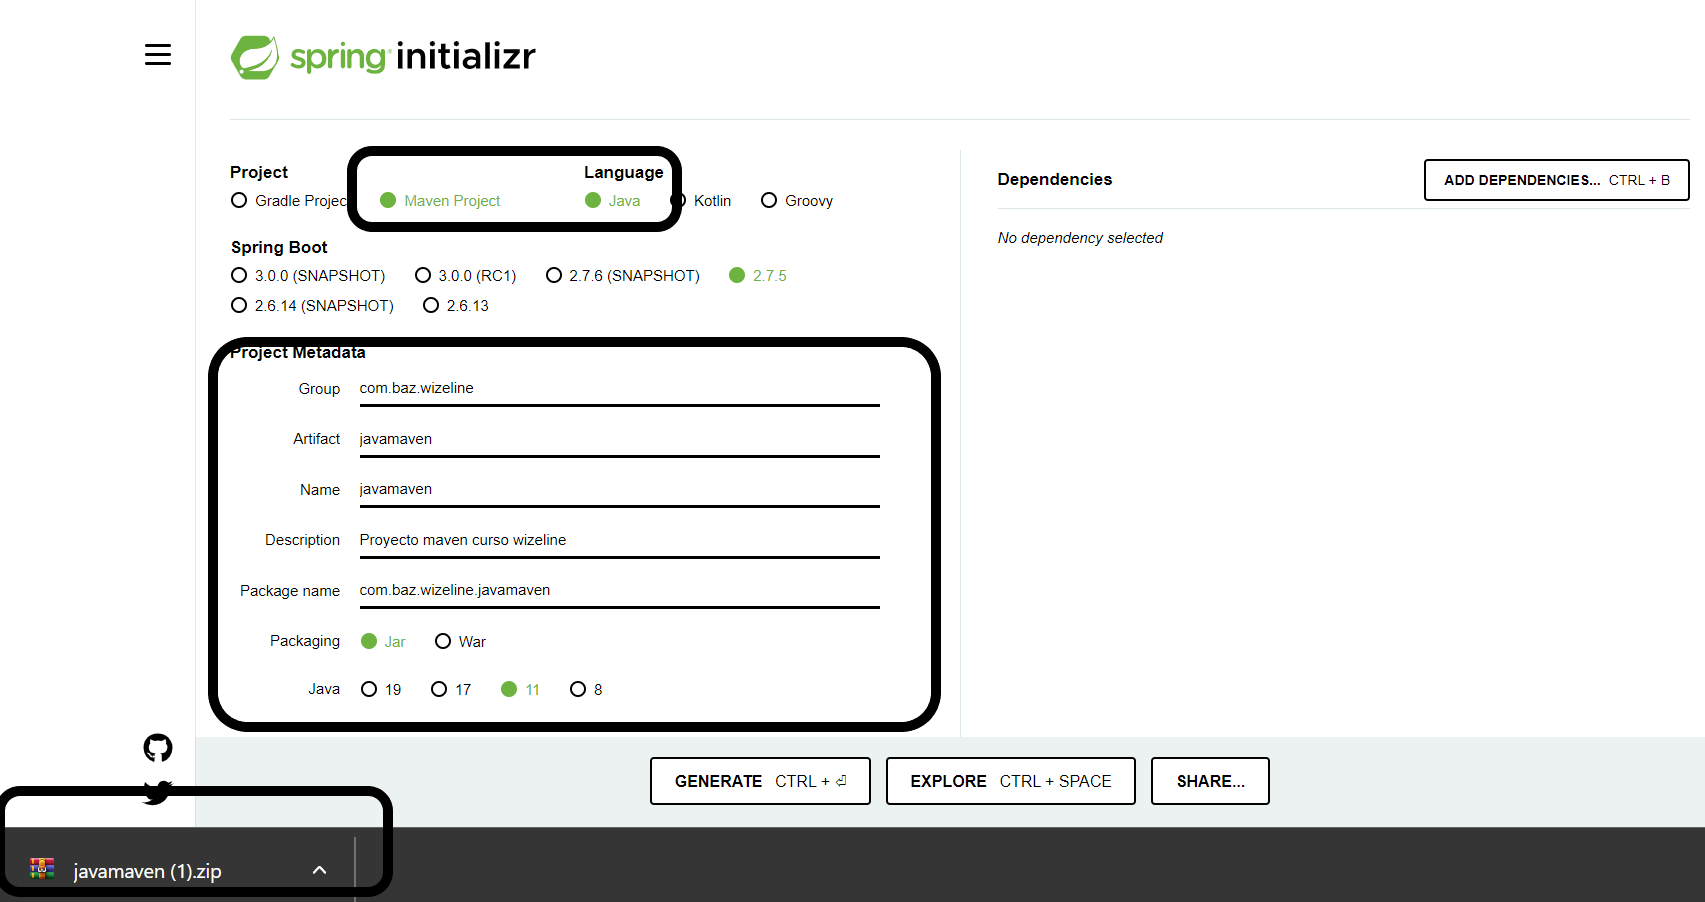 spring initializr
Project
Gradle Projec
Maven Project
Language
Java
Kotlin
Groovy
Spring Boot
3.0.0 (SNAPSHOT)
3.0.0 (RC1)
2.7.6 (SNAPSHOT)
2.7.5
2.6.14 (SNAPSHOT)
2.6.13
Project Metadata
Group com.baz.wizeline
Artifact javamaven
Name javamaven
Description Proyecto maven curso wizeline
Package name com.baz.wizeline.javamaven
Packaging Jar War
Java 19 17 11 8
Dependencies
ADD DEPENDENCIES... CTRL + B
No dependency selected
GENERATE CTRL + ⏎
EXPLORE CTRL + SPACE
SHARE...
javamaven (1).zip